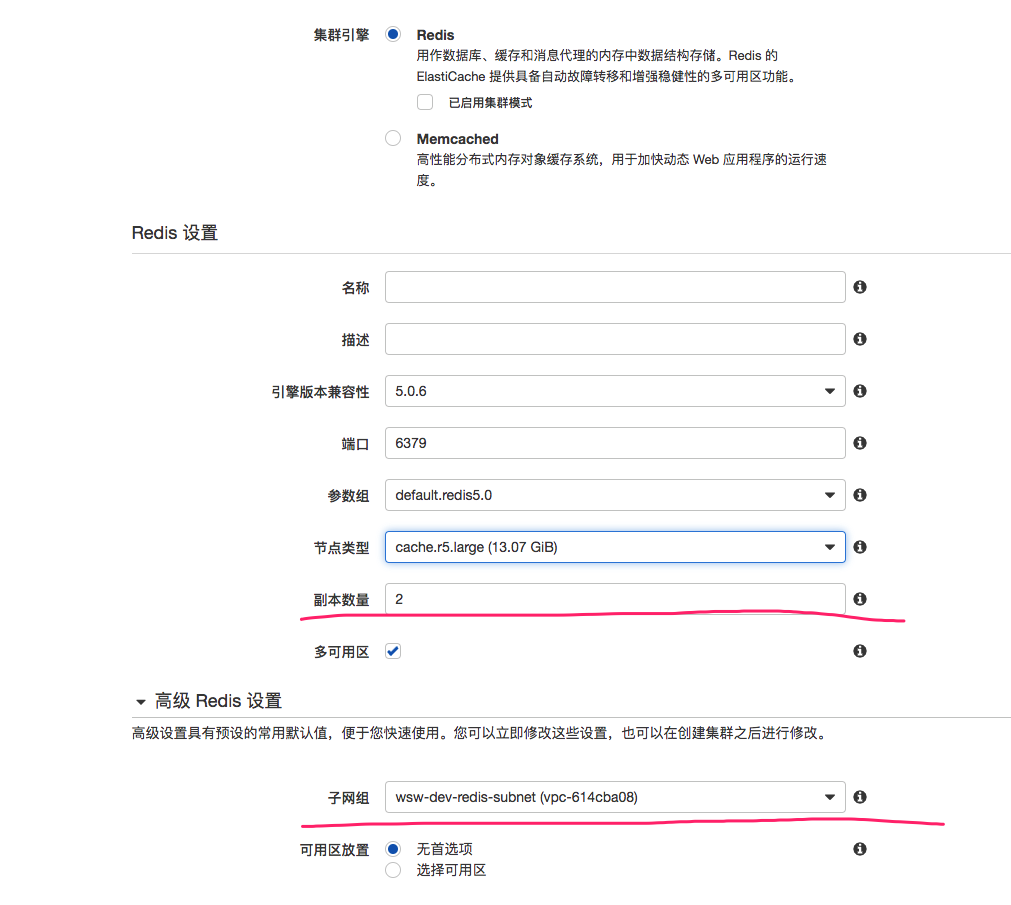 集群引擎 Redis
用作数据库、缓存和消息代理的内存中数据结构存储。Redis 的
ElastiCache 提供具备自动故障转移和增强稳健性的多可用区功能。
已启用集群模式
Memcached
高性能分布式内存对象缓存系统，用于加快动态 Web 应用程序的运行速
度。
Redis 设置
名称
描述
引擎版本兼容性 5.0.6
端口 6379
参数组 default.redis5.0
节点类型 cache.r5.large (13.07 GiB)
副本数量 2
多可用区
高级 Redis 设置
高级设置具有预设的常用默认值，便于您快速使用。您可以立即修改这些设置，也可以在创建集群之后进行修改。
子网组 wsw-dev-redis-subnet (vpc-614cba08)
可用区放置 无首选项
选择可用区